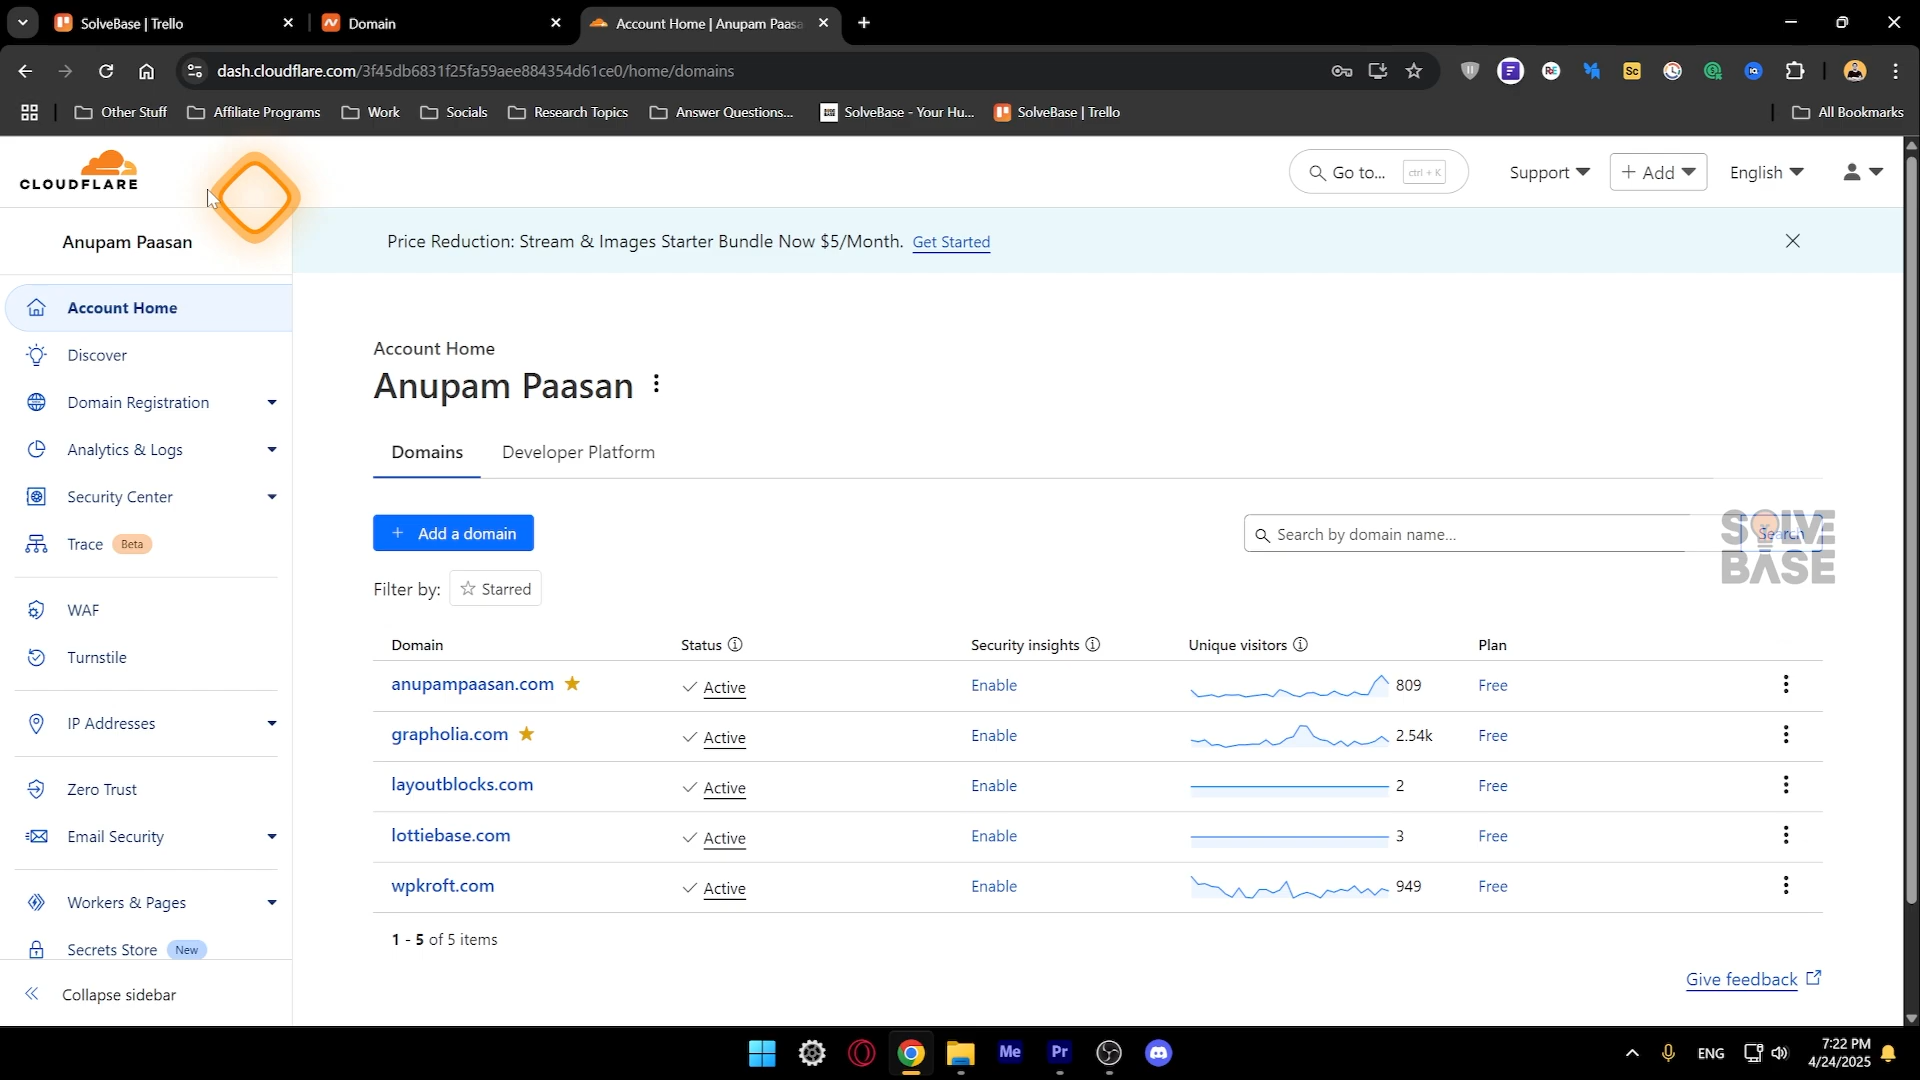 SolveBase | Trello
Domain
Account Home | Anupam Paasa
dash.cloudflare.com/3f45db6831f25fa59aee884354d61ce0/home/domains
Other Stuff
Affiliate Programs
Work
Socials
Research Topics
Answer Questions...
SolveBase - Your Hu...
SolveBase | Trello
All Bookmarks
CLOUDFLARE
Go to...
ctrl + K
Support
+ Add
English
Anupam Paasan
Price Reduction: Stream & Images Starter Bundle Now $5/Month. Get Started
Account Home
Discover
Domain Registration
Analytics & Logs
Security Center
Trace Beta
WAF
Turnstile
IP Addresses
Zero Trust
Email Security
Workers & Pages
Secrets Store New
Collapse sidebar
Account Home
Anupam Paasan
Domains
Developer Platform
+ Add a domain
Search by domain name...
Search
SOLVE
BASE
Filter by: Starred
Domain Status Security insights Unique visitors Plan
anupampaasan.com Active Enable 809 Free
grapholia.com Active Enable 2.54k Free
layoutblocks.com Active Enable 2 Free
lottiebase.com Active Enable 3 Free
wpkroft.com Active Enable 949 Free
1 - 5 of 5 items
Give feedback
Me
Pr
ENG
7:22 PM
4/24/2025